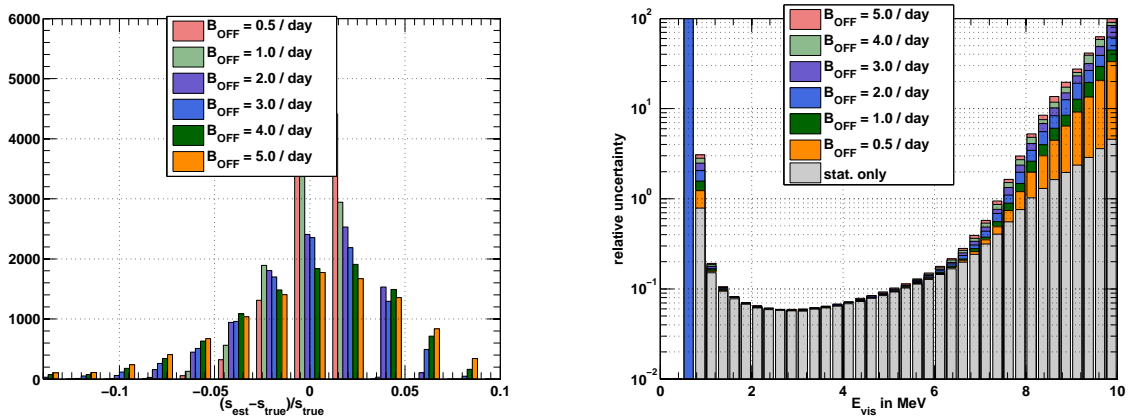 B_OFF = 0.5 / day
B_OFF = 1.0 / day
B_OFF = 2.0 / day
B_OFF = 3.0 / day
B_OFF = 4.0 / day
B_OFF = 5.0 / day
6000
5000
4000
3000
2000
1000
0
−0.1
−0.05
0
0.05
0.1
(s_est−s_true)/s_true
B_OFF = 5.0 / day
B_OFF = 4.0 / day
B_OFF = 3.0 / day
B_OFF = 2.0 / day
B_OFF = 1.0 / day
B_OFF = 0.5 / day
stat. only
relative uncertainty
10^2
10^1
10^0
10^−1
10^−2
0
2
4
6
8
10
E_vis in MeV